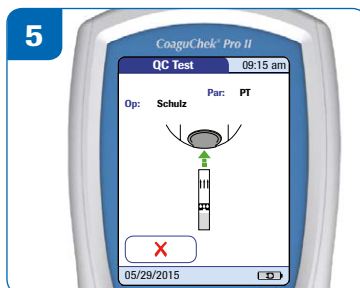 5
CoaguChek® Pro II
QC Test 09:15 am
Par: PT
Op: Schulz
X
05/29/2015